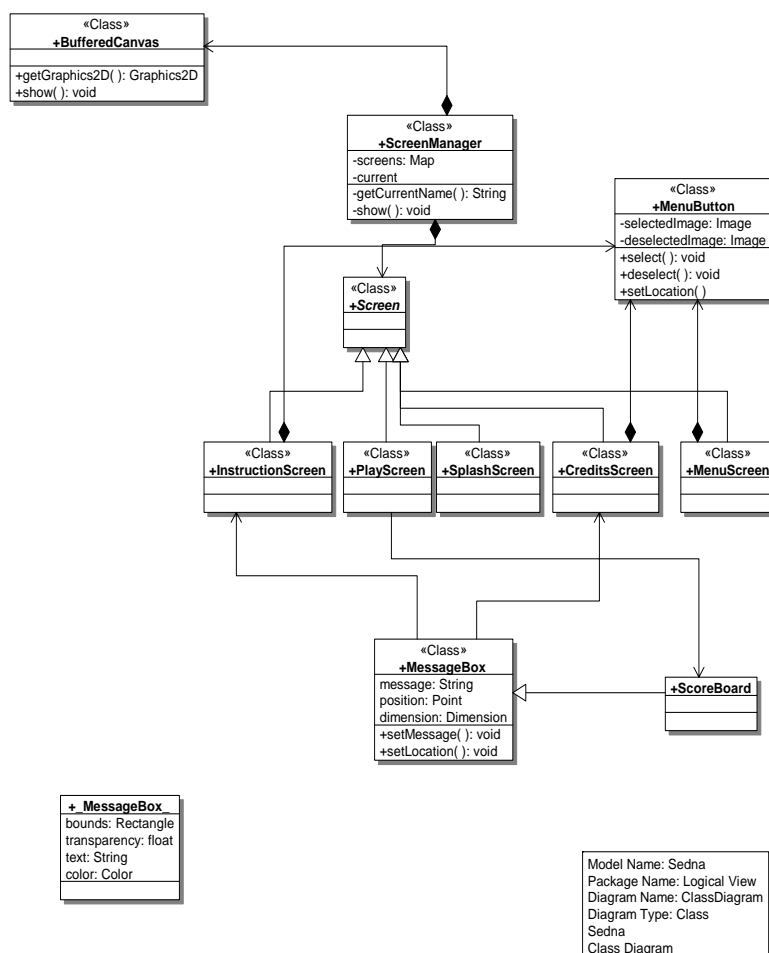 «Class»
+BufferedCanvas
+getGraphics2D( ): Graphics2D
+show( ): void
«Class»
+ScreenManager
-screens: Map
-current
-getCurrentName( ): String
-show( ): void
«Class»
+MenuButton
-selectedImage: Image
-deselectedImage: Image
+select( ): void
+deselect( ): void
+setLocation( )
«Class»
+Screen
«Class»
+InstructionScreen
«Class»
+PlayScreen
«Class»
+SplashScreen
«Class»
+CreditsScreen
«Class»
+MenuScreen
«Class»
+MessageBox
message: String
position: Point
dimension: Dimension
+setMessage( ): void
+setLocation( ): void
+ScoreBoard
+_MessageBox_
bounds: Rectangle
transparency: float
text: String
color: Color
Model Name: Sedna
Package Name: Logical View
Diagram Name: ClassDiagram
Diagram Type: Class
Sedna
Class Diagram